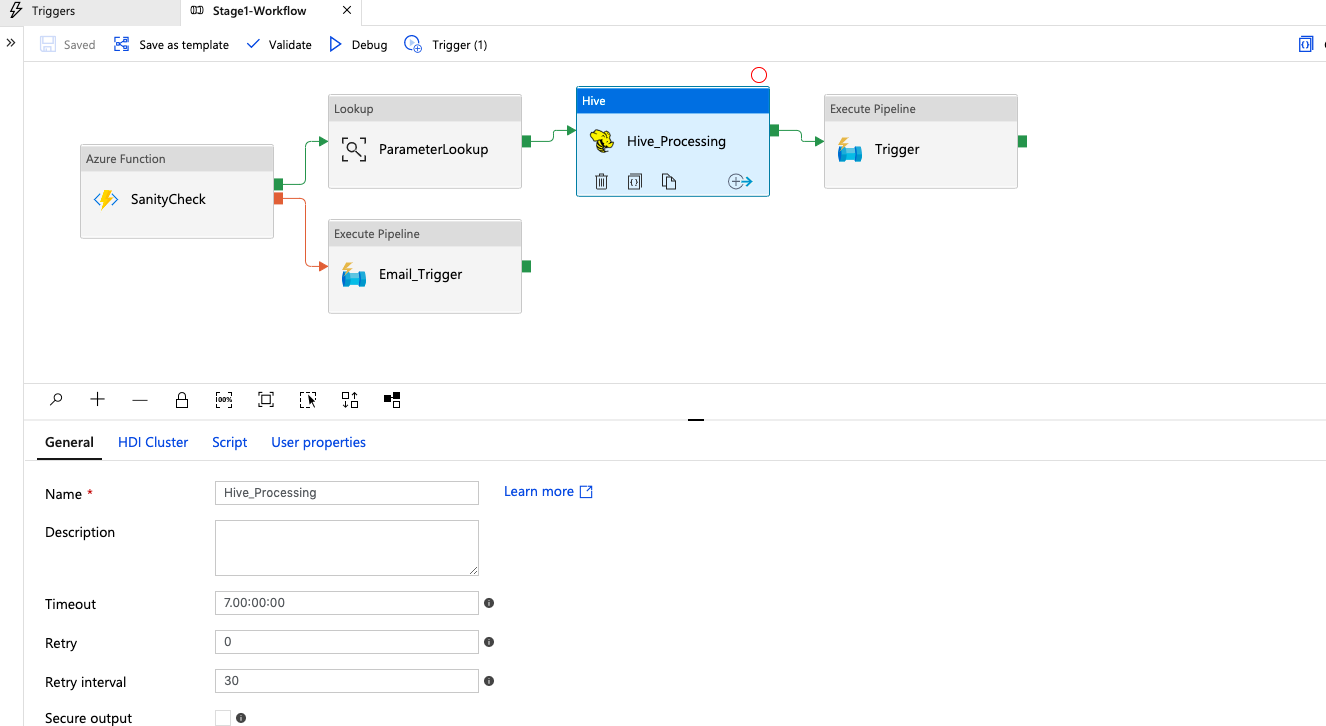 Triggers
Stage1-Workflow
Saved
Save as template
Validate
Debug
Trigger (1)
Azure Function
SanityCheck
Lookup
ParameterLookup
Execute Pipeline
Email_Trigger
Hive
Hive_Processing
Execute Pipeline
Trigger
100%
General
HDI Cluster
Script
User properties
Name *
Hive_Processing
Learn more
Description
Timeout
7.00:00:00
Retry
0
Retry interval
30
Secure output